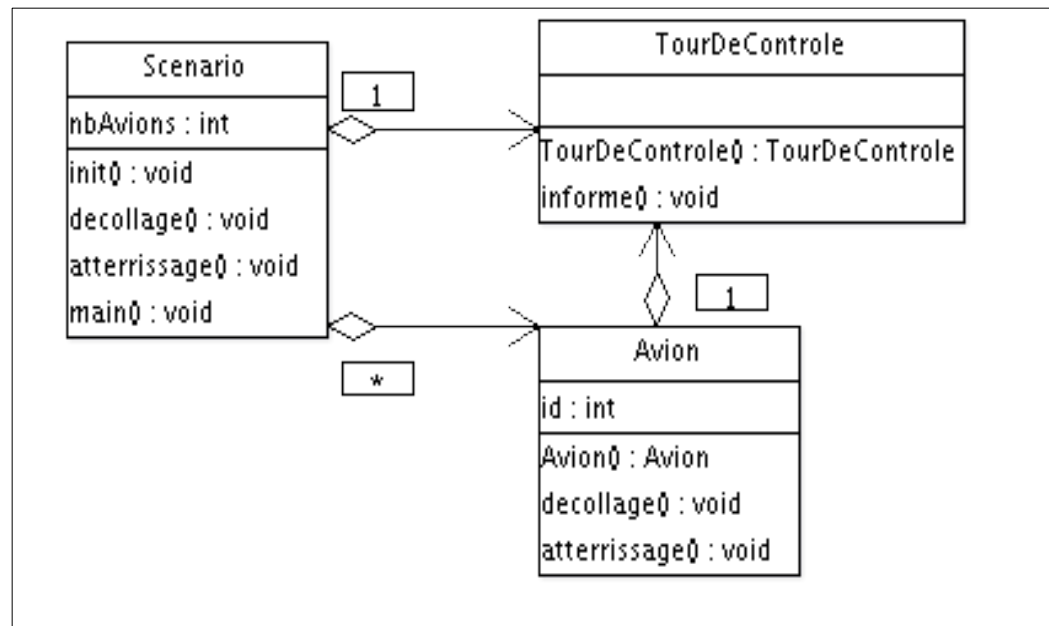 Scenario
nbAvions : int
init() : void
decollage() : void
atterrissage() : void
main() : void
1
*
TourDeControle
TourDeControle() : TourDeControle
informe() : void
1
Avion
id : int
Avion() : Avion
decollage() : void
atterrissage() : void